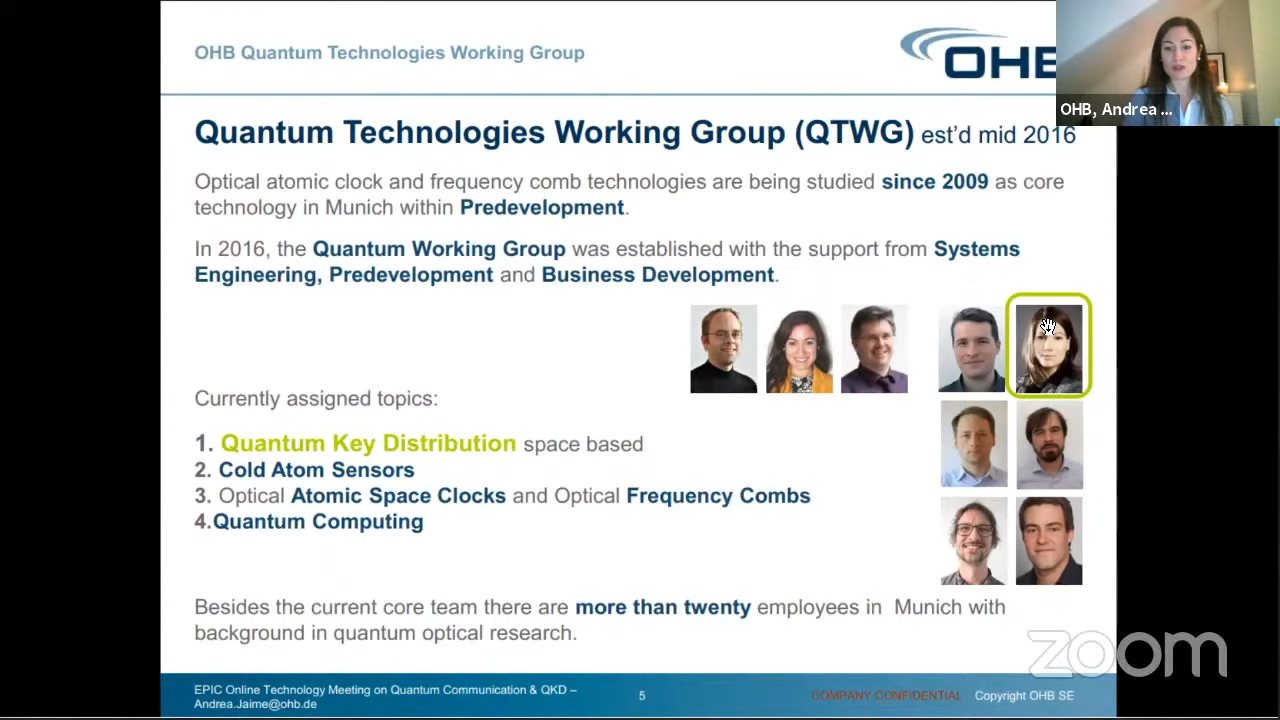 OHB Quantum Technologies Working Group
OHB
OHB, Andrea ...
Quantum Technologies Working Group (QTWG) est'd mid 2016
Optical atomic clock and frequency comb technologies are being studied since 2009 as core
technology in Munich within Predevelopment.
In 2016, the Quantum Working Group was established with the support from Systems
Engineering, Predevelopment and Business Development.
Currently assigned topics:
1. Quantum Key Distribution space based
2. Cold Atom Sensors
3. Optical Atomic Space Clocks and Optical Frequency Combs
4.Quantum Computing
Besides the current core team there are more than twenty employees in Munich with
background in quantum optical research.
zoom
EPIC Online Technology Meeting on Quantum Communication & QKD –
Andrea.Jaime@ohb.de
5
COMPANY CONFIDENTIAL
Copyright OHB SE